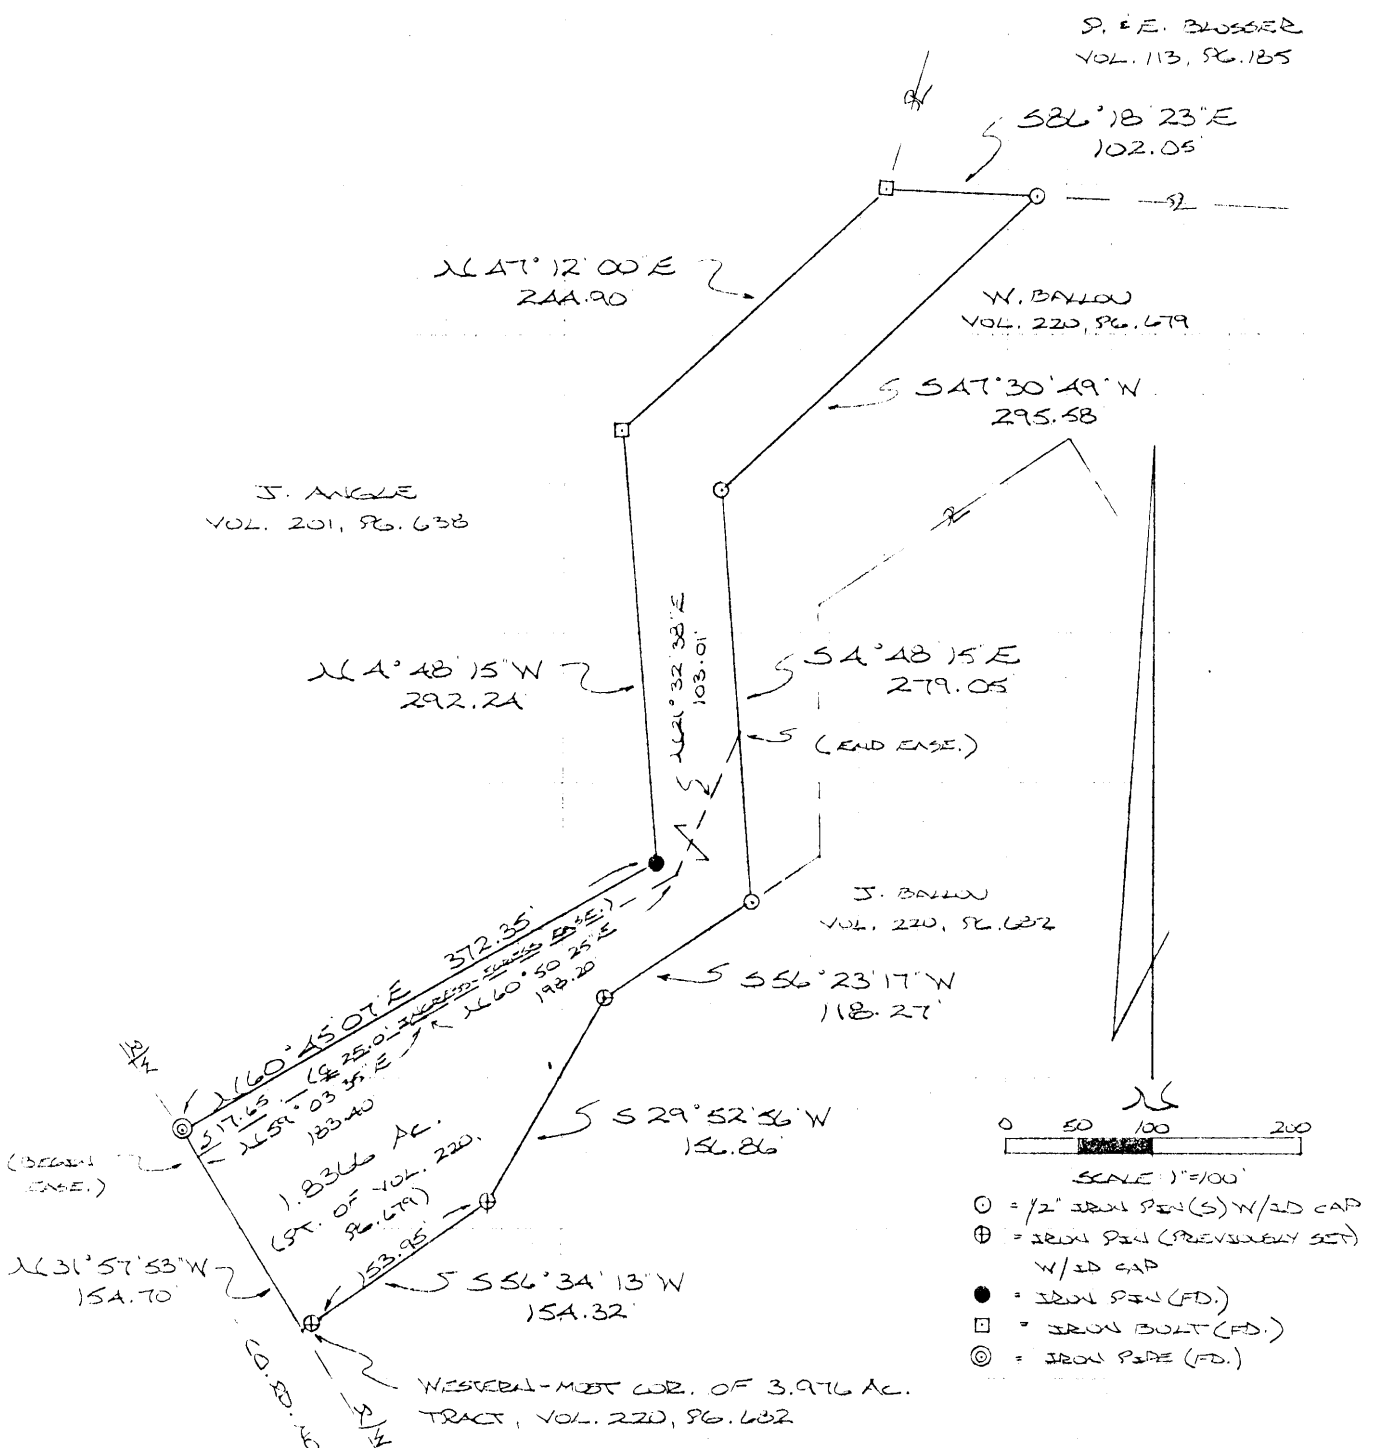 P. & E. BLOSSER
VOL. 113, PG. 185
S86°18'23"E
102.05'
N47°12'00"E
244.90'
W. BALLOU
VOL. 220, PG. 679
S47°30'49"W
295.58'
J. ANGLE
VOL. 201, PG. 638
N21°32'38"E
103.01'
N4°48'15"W
292.24'
S4°48'15"E
279.05'
(END EASE.)
J. BALLOU
VOL. 220, PG. 682
N60°45'07"E 372.35'
(℄ 25.0' INGRESS-EGRESS EASE.)
N60°50'25"E
193.20'
17.65
N59°03'35"E
183.40'
S56°23'17"W
118.27'
R/W
(BEGIN
EASE.)
1.8366 AC.
(PT. OF VOL. 220,
PG. 679)
S29°52'56"W
156.86'
N31°57'53"W
154.70'
153.95'
S56°34'13"W
154.32'
WESTERN-MOST COR. OF 3.976 AC.
TRACT, VOL. 220, PG. 682
R/W
CO. RD.
N
0 50 100 200
SCALE: 1"=100'
⊙ = 1/2" IRON PIN(S) W/ID CAP
⊕ = IRON PIN (PREVIOUSLY SET)
W/ID CAP
● = IRON PIN (FD.)
⊡ = IRON BOLT (FD.)
◎ = IRON PIPE (FD.)